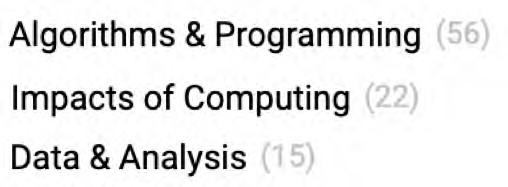 Algorithms & Programming (56)
Impacts of Computing (22)
Data & Analysis (15)